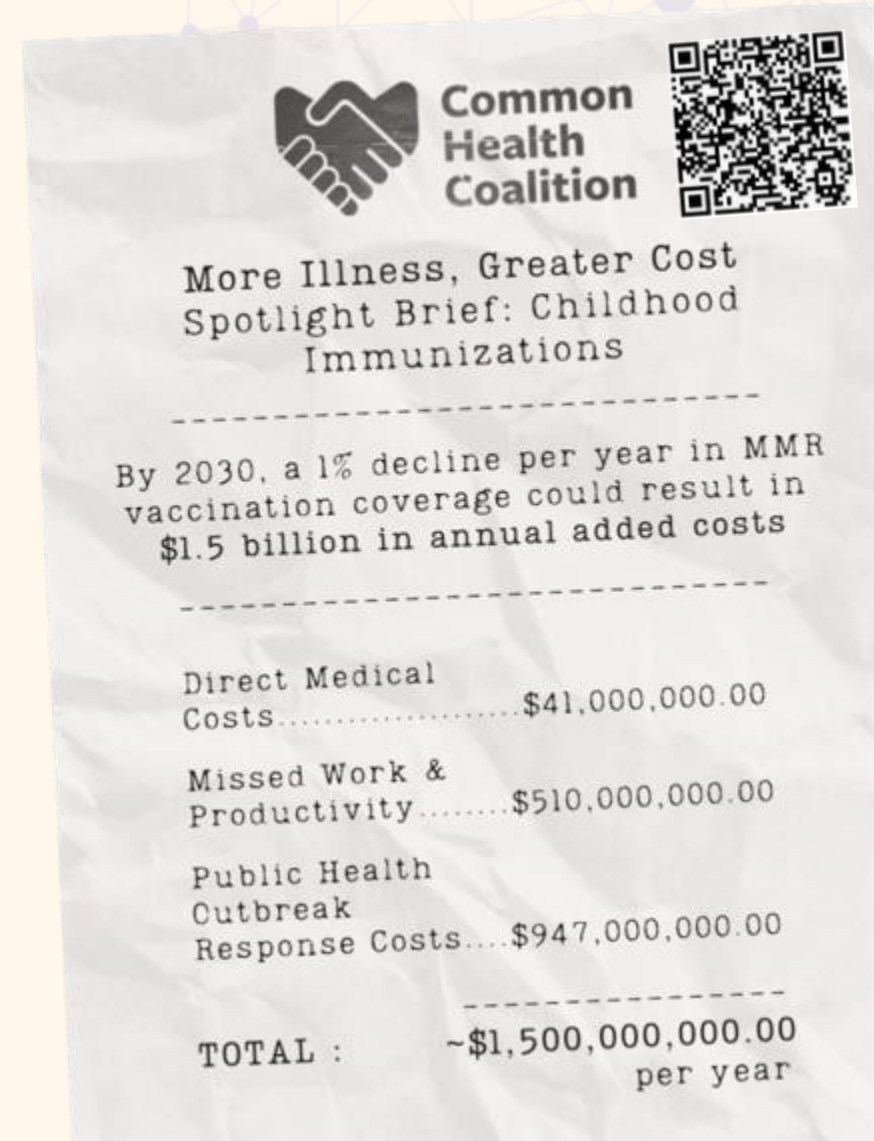 Common
Health
Coalition
More Illness, Greater Cost
Spotlight Brief: Childhood
Immunizations
------------------------------
By 2030, a 1% decline per year in MMR
vaccination coverage could result in
$1.5 billion in annual added costs
------------------------------
Direct Medical
Costs.....................$41,000,000.00
Missed Work &
Productivity........$510,000,000.00
Public Health
Outbreak
Response Costs....$947,000,000.00
----------------
TOTAL : ~$1,500,000,000.00
per year